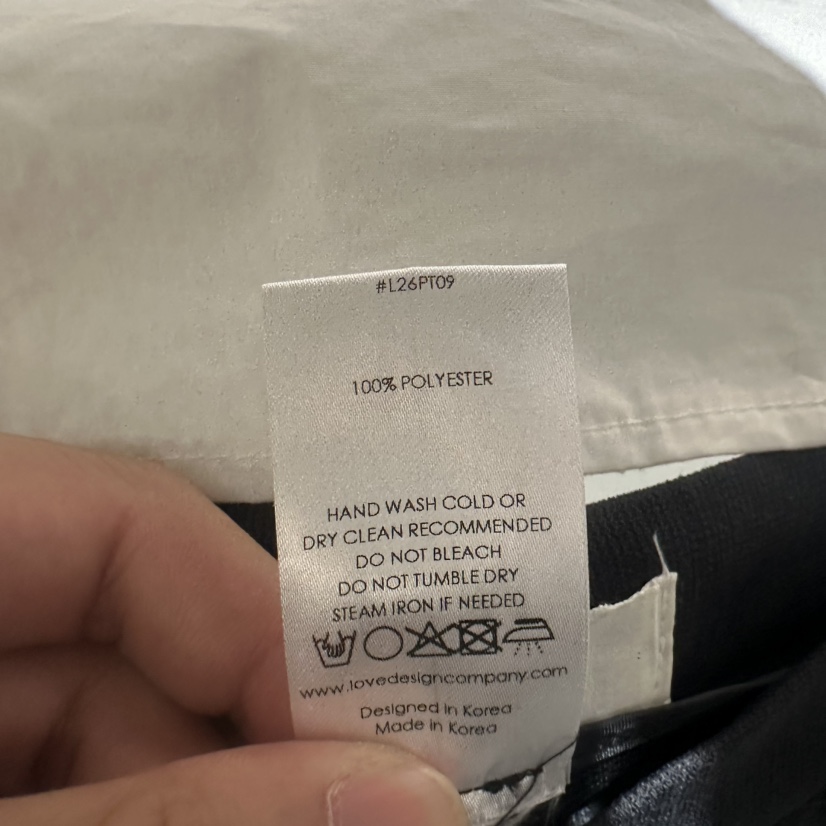 #L26PT09
100% POLYESTER
HAND WASH COLD OR
DRY CLEAN RECOMMENDED
DO NOT BLEACH
DO NOT TUMBLE DRY
STEAM IRON IF NEEDED
www.lovedesigncompany.com
Designed in Korea
Made in Korea